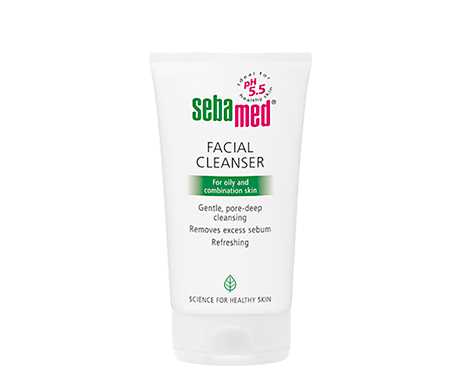 ideal for
pH
5.5
healthy skin
sebamed®
FACIAL
CLEANSER
For oily and
combination skin
Gentle, pore-deep
cleansing
Removes excess sebum
Refreshing
SCIENCE FOR HEALTHY SKIN